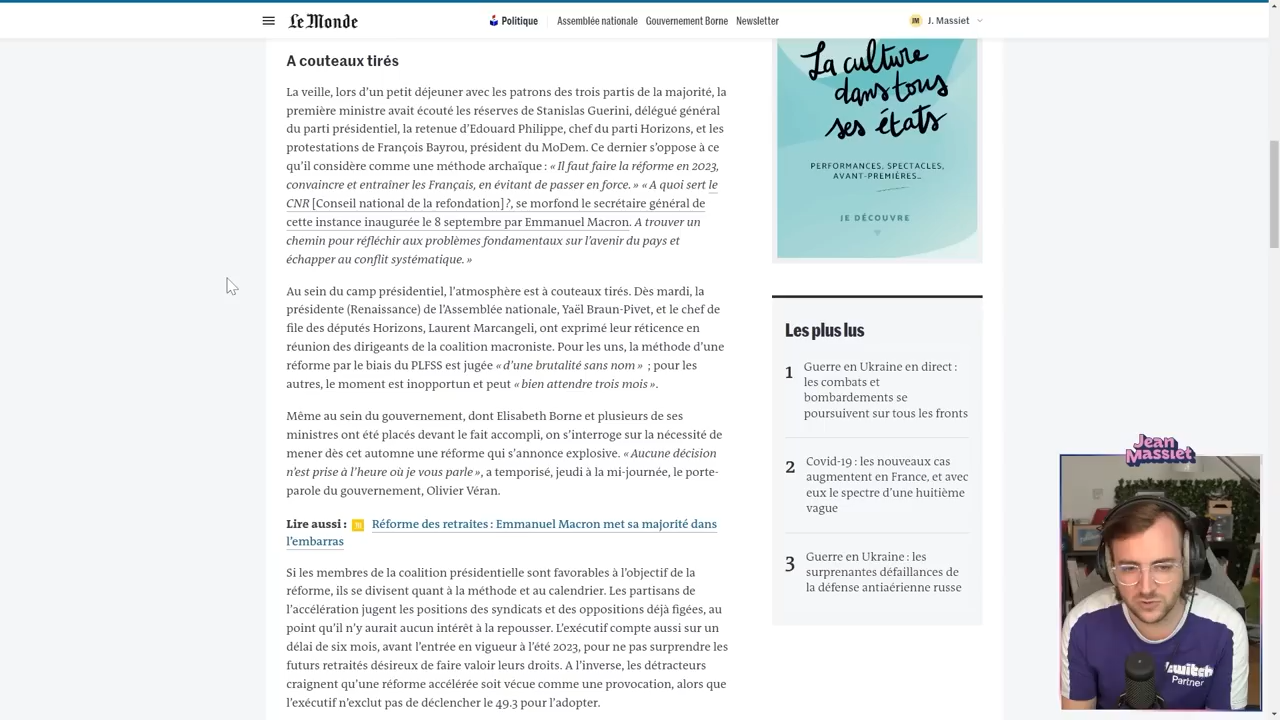 Le Monde
Politique
Assemblée nationale
Gouvernement Borne
Newsletter
JM
J. Massiet
A couteaux tirés
La veille, lors d’un petit déjeuner avec les patrons des trois partis de la majorité, la
première ministre avait écouté les réserves de Stanislas Guerini, délégué général
du parti présidentiel, la retenue d’Edouard Philippe, chef du parti Horizons, et les
protestations de François Bayrou, président du MoDem. Ce dernier s’oppose à ce
qu’il considère comme une méthode archaïque : « Il faut faire la réforme en 2023,
convaincre et entraîner les Français, en évitant de passer en force. » « A quoi sert le
CNR [Conseil national de la refondation] ?, se morfond le secrétaire général de
cette instance inaugurée le 8 septembre par Emmanuel Macron. A trouver un
chemin pour réfléchir aux problèmes fondamentaux sur l’avenir du pays et
échapper au conflit systématique. »
Au sein du camp présidentiel, l’atmosphère est à couteaux tirés. Dès mardi, la
présidente (Renaissance) de l’Assemblée nationale, Yaël Braun-Pivet, et le chef de
file des députés Horizons, Laurent Marcangeli, ont exprimé leur réticence en
réunion des dirigeants de la coalition macroniste. Pour les uns, la méthode d’une
réforme par le biais du PLFSS est jugée « d’une brutalité sans nom » ; pour les
autres, le moment est inopportun et peut « bien attendre trois mois ».
Même au sein du gouvernement, dont Elisabeth Borne et plusieurs de ses
ministres ont été placés devant le fait accompli, on s’interroge sur la nécessité de
mener dès cet automne une réforme qui s’annonce explosive. « Aucune décision
n’est prise à l’heure où je vous parle », a temporisé, jeudi à la mi-journée, le porte-
parole du gouvernement, Olivier Véran.
Lire aussi : Réforme des retraites : Emmanuel Macron met sa majorité dans
l’embarras
Si les membres de la coalition présidentielle sont favorables à l’objectif de la
réforme, ils se divisent quant à la méthode et au calendrier. Les partisans de
l’accélération jugent les positions des syndicats et des oppositions déjà figées, au
point qu’il n’y aurait aucun intérêt à la repousser. L’exécutif compte aussi sur un
délai de six mois, avant l’entrée en vigueur à l’été 2023, pour ne pas surprendre les
futurs retraités désireux de faire valoir leurs droits. A l’inverse, les détracteurs
craignent qu’une réforme accélérée soit vécue comme une provocation, alors que
l’exécutif n’exclut pas de déclencher le 49.3 pour l’adopter.
La culture
dans tous
ses états
PERFORMANCES, SPECTACLES,
AVANT-PREMIÈRES...
JE DÉCOUVRE
Les plus lus
1 Guerre en Ukraine en direct :
les combats et
bombardements se
poursuivent sur tous les fronts
2 Covid-19 : les nouveaux cas
augmentent en France, et avec
eux le spectre d’une huitième
vague
3 Guerre en Ukraine : les
surprenantes défaillances de
la défense antiaérienne russe
Jean
Massiet
twitch
Partner